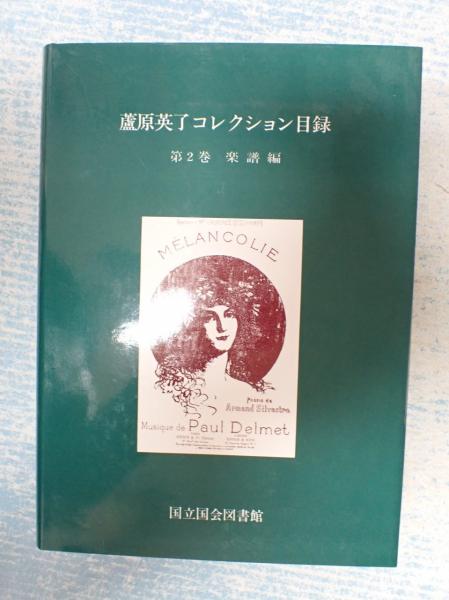 蘆原英了コレクション目録
第2巻 楽譜編
MELANCOLIE
Poésie de
Armand Silvestre
Musique de Paul Delmet
国立国会図書館